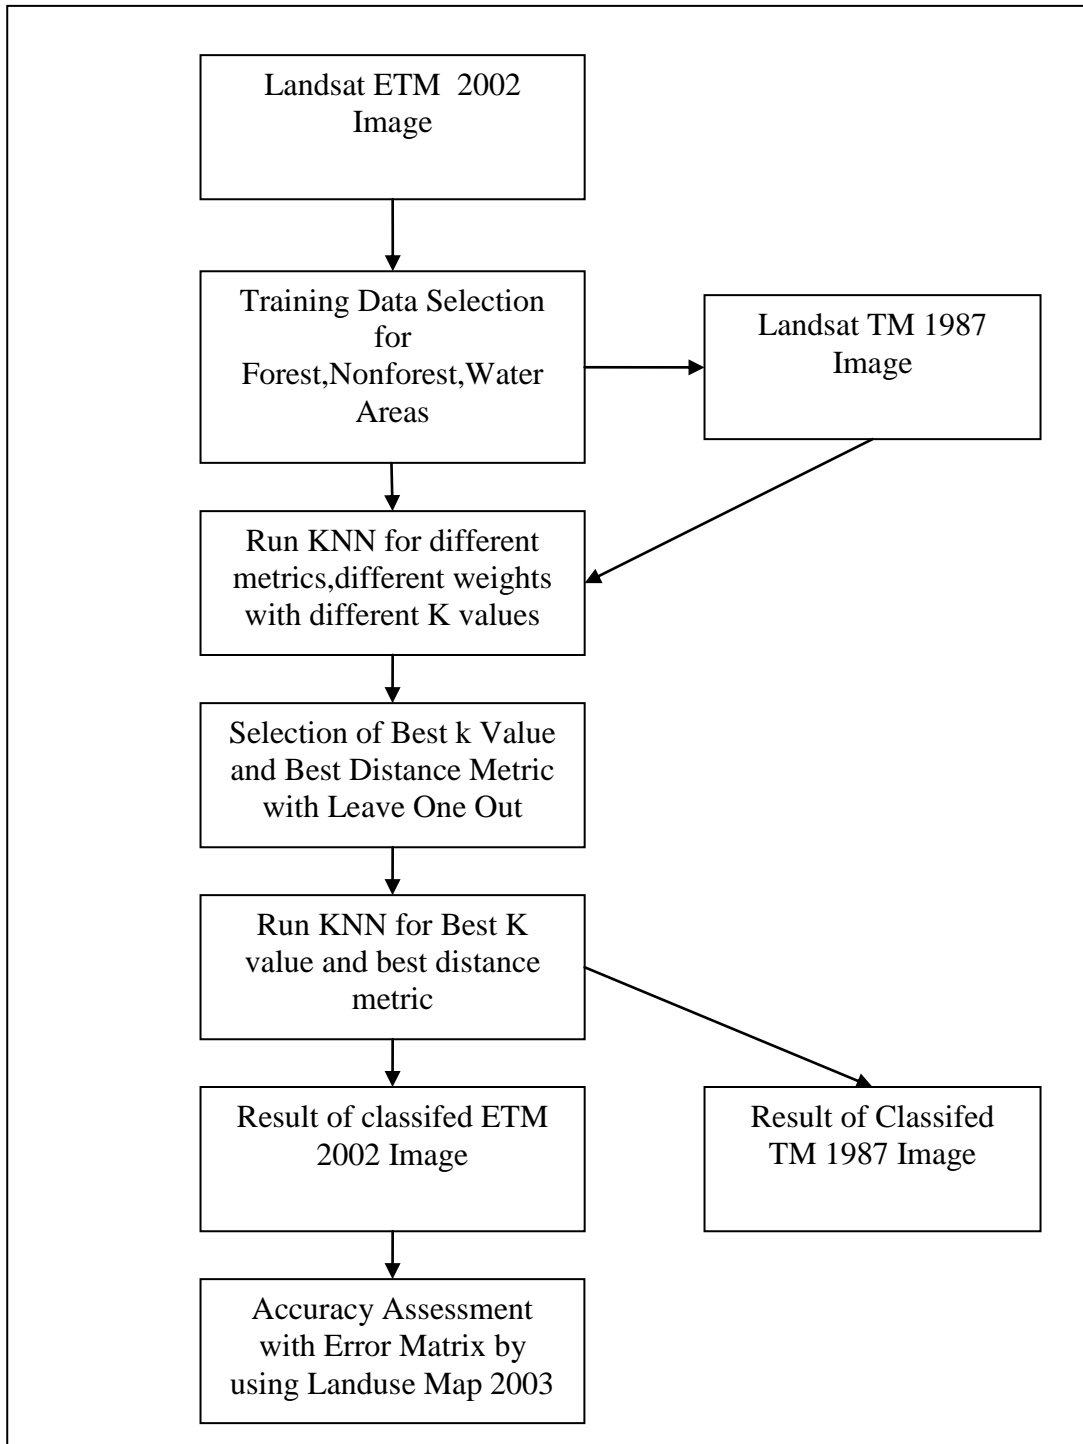 Landsat ETM  2002
Image
Training Data Selection
for
Forest,Nonforest,Water
Areas
Landsat TM 1987
Image
Run KNN for different
metrics,different weights
with different K values
Selection of Best k Value
and Best Distance Metric
with Leave One Out
Run KNN for Best K
value and best distance
metric
Result of classifed ETM
2002 Image
Result of Classifed
TM 1987 Image
Accuracy Assessment
with Error Matrix by
using Landuse Map 2003